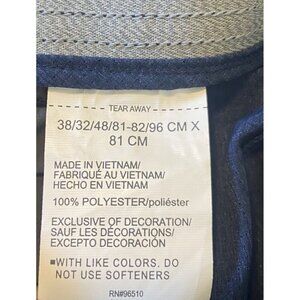 TEAR AWAY
38/32/48/81-82/96 CM X
81 CM
MADE IN VIETNAM/
FABRIQUÉ AU VIETNAM/
HECHO EN VIETNAM
100% POLYESTER/poliéster
EXCLUSIVE OF DECORATION/
SAUF LES DÉCORATIONS/
EXCEPTO DECORACIÓN
■WITH LIKE COLORS. DO
NOT USE SOFTENERS
RN#96510